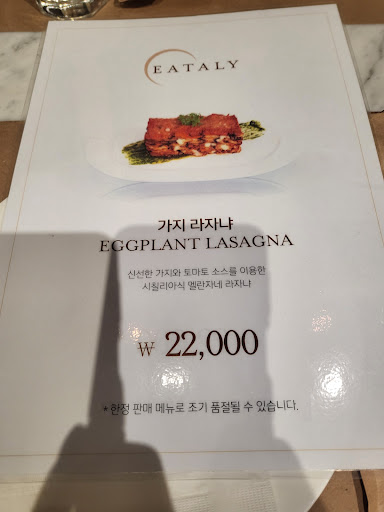 EATALY
가지 라자냐
EGGPLANT LASAGNA
신선한 가지와 토마토 소스를 이용한
시칠리아식 멜란자네 라자냐
₩ 22,000
*한정 판매 메뉴로 조기 품절될 수 있습니다.